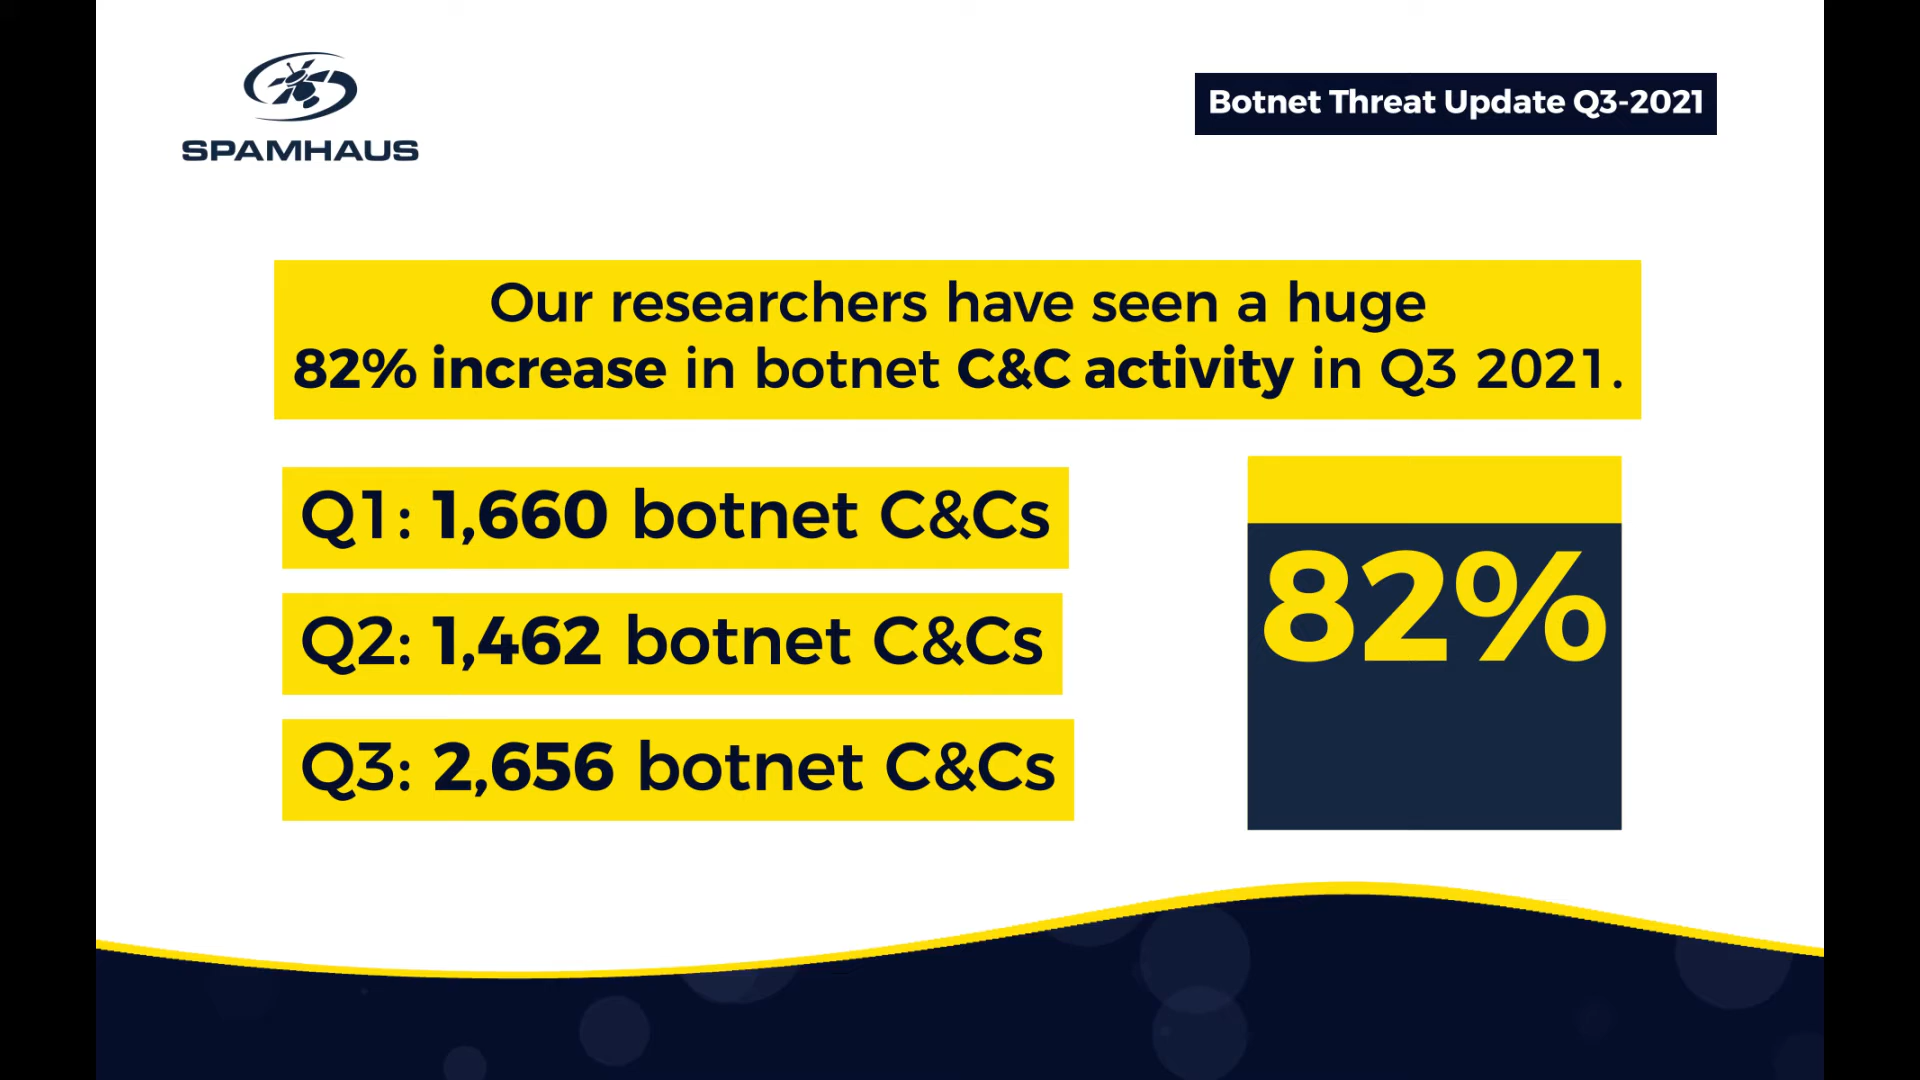 SPAMHAUS
Botnet Threat Update Q3-2021
Our researchers have seen a huge
82% increase in botnet C&C activity in Q3 2021.
Q1: 1,660 botnet C&Cs
Q2: 1,462 botnet C&Cs
Q3: 2,656 botnet C&Cs
82%